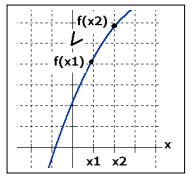 f(x2)
f(x1)
x
x1 x2